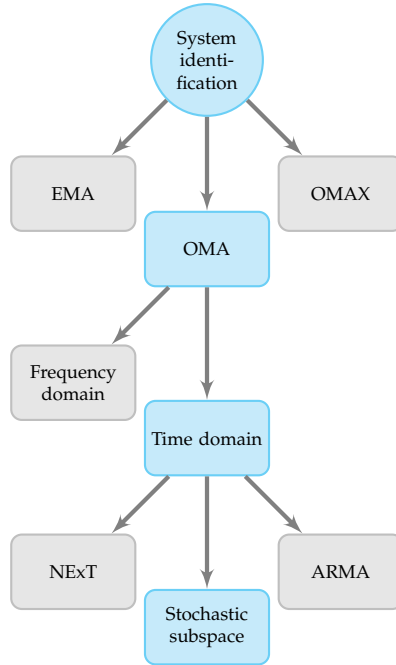 System
identi-
fication
EMA
OMAX
OMA
Frequency
domain
Time domain
NExT
ARMA
Stochastic
subspace